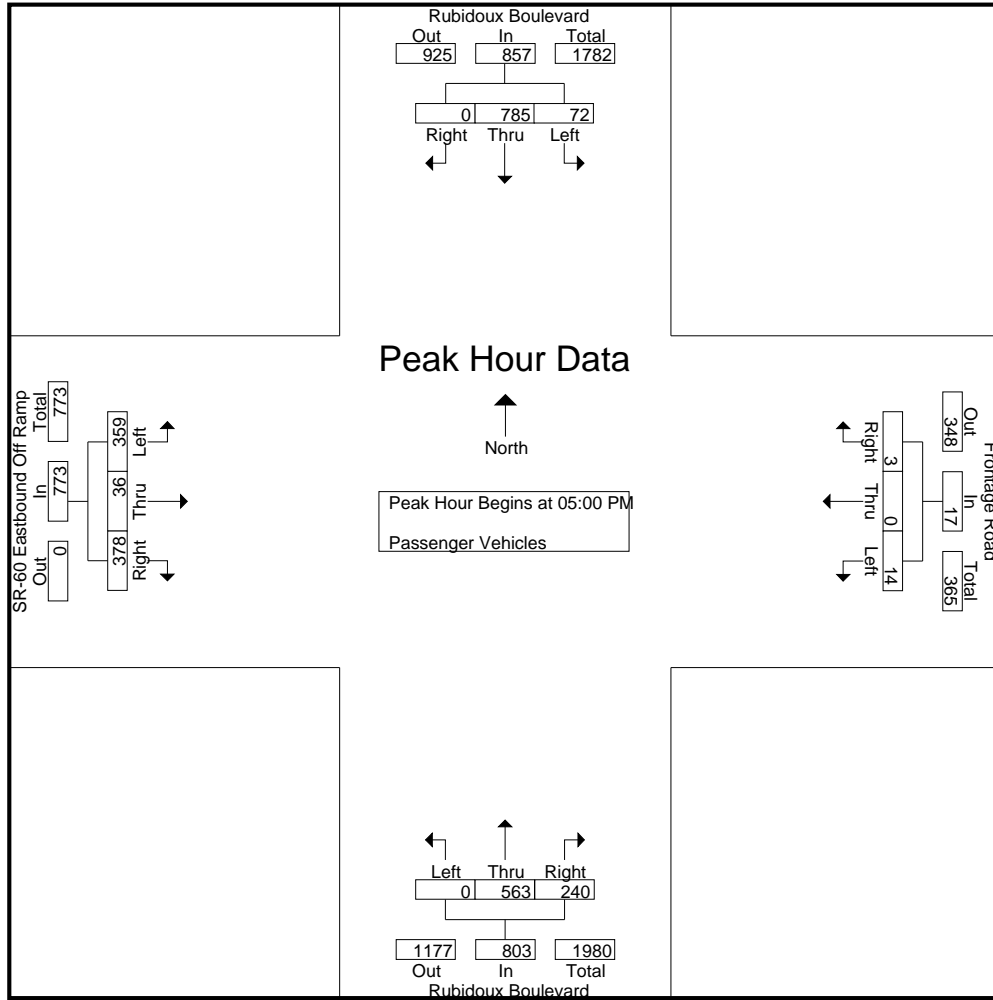 Rubidoux Boulevard
Out In Total
925 857 1782
0 785 72
Right Thru Left
Peak Hour Data
North
Peak Hour Begins at 05:00 PM
Passenger Vehicles
SR-60 Eastbound Off Ramp
Out In Total
0 773 773
359 36 378
Left Thru Right
Frontage Road
Out In Total
348 17 365
3 0 14
Right Thru Left
Left Thru Right
0 563 240
1177 803 1980
Out In Total
Rubidoux Boulevard